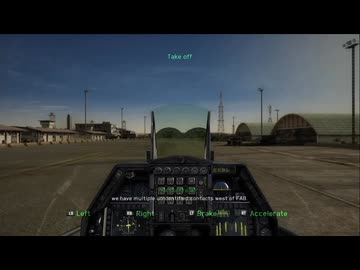 Take off
we have multiple unidentified contacts west of FAB.
Left Right Brake Accelerate